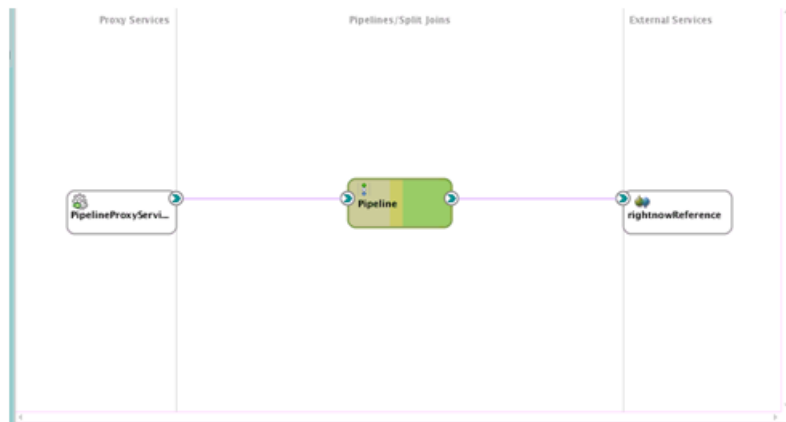 Proxy Services
Pipelines/Split Joins
External Services
PipelineProxyServi...
Pipeline
rightnowReference